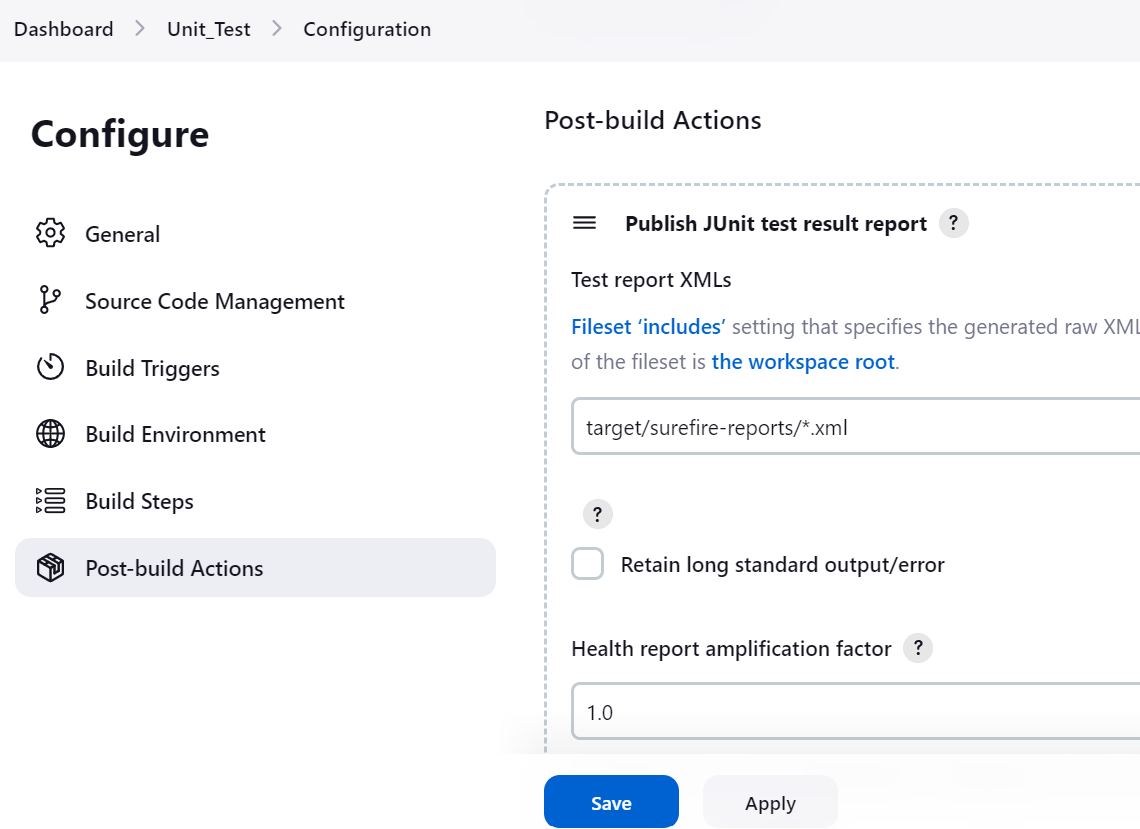 Dashboard > Unit_Test > Configuration
Configure
General
Source Code Management
Build Triggers
Build Environment
Build Steps
Post-build Actions
Post-build Actions
Publish JUnit test result report ?
Test report XMLs
Fileset ‘includes’ setting that specifies the generated raw XML
of the fileset is the workspace root.
target/surefire-reports/*.xml
?
Retain long standard output/error
Health report amplification factor ?
1.0
Save Apply